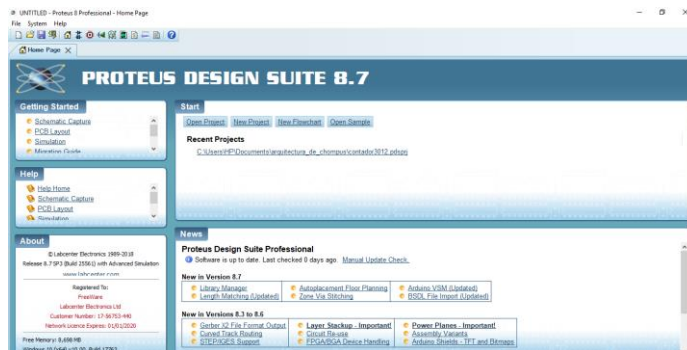 UNTITLED - Proteus 8 Professional - Home Page
File System Help
Home Page
PROTEUS DESIGN SUITE 8.7
Getting Started
Schematic Capture
PCB Layout
Simulation
Migration Guide
Help
Help Home
Schematic Capture
PCB Layout
Simulation
About
© Labcenter Electronics 1989-2018
Release 8.7 SP3 (Build 25561) with Advanced Simulation
www.labcenter.com
Registered To:
FreeWare
Labcenter Electronics Ltd
Customer Number: 17-36753-440
Network Licence Expires: 01/01/2020
Free Memory: 8,698 MB
Start
Open Project New Project New Flowchart Open Sample
Recent Projects
C:\Users\HP\Documents\arquitectura_de_chompus\contador3012.pdsprj
News
Proteus Design Suite Professional
Software is up to date. Last checked 0 days ago. Manual Update Check.
New in Version 8.7
Library Manager Autoplacement Floor Planning Arduino VSM (Updated)
Length Matching (Updated) Zone Via Stitching BSDL File Import (Updated)
New in Versions 8.3 to 8.6
Gerber X2 File Format Output Layer Stackup - Important! Power Planes - Important!
Curved Track Routing Circuit Re-use Assembly Variants
STEP/IGES Support FPGA/BGA Device Handling Arduino Shields - TFT and Bitmaps